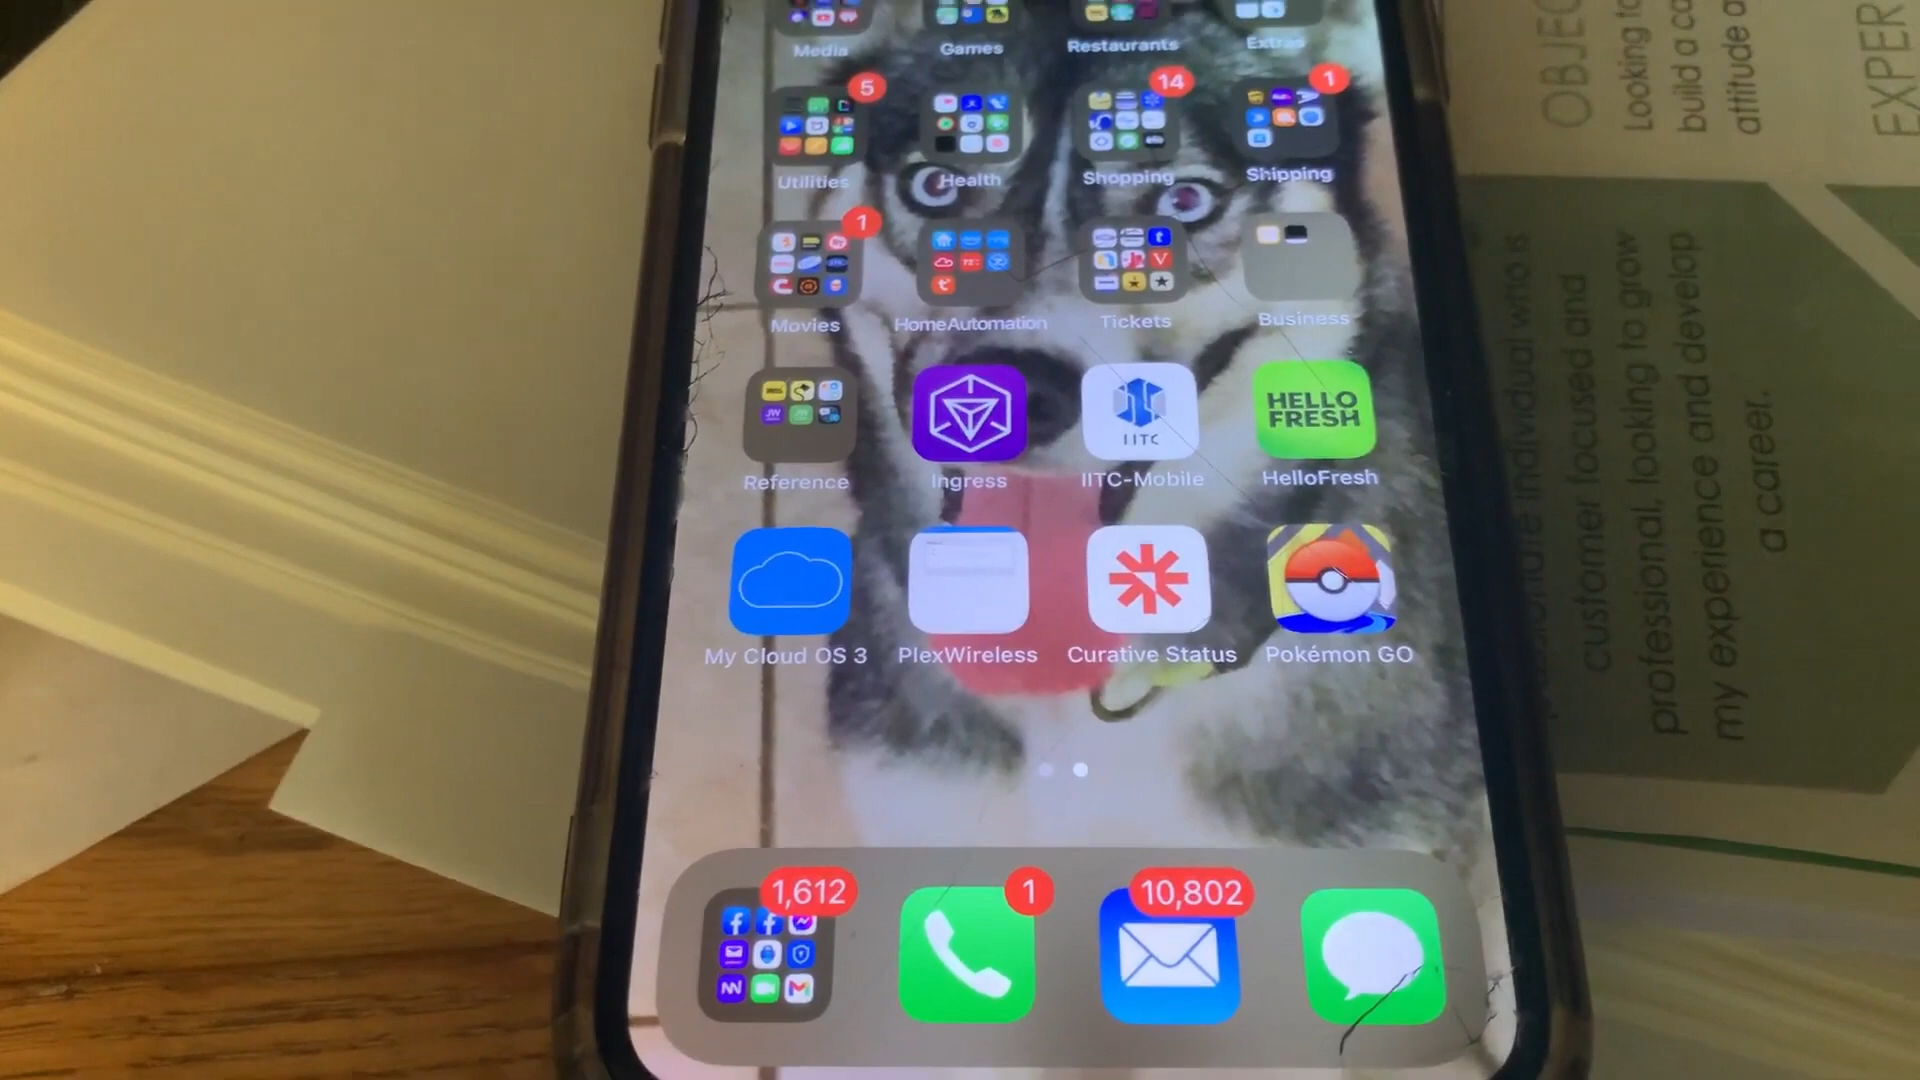 Media
Games
Restaurants
Extras
5
14
1
Utilities
Health
Shopping
Shipping
1
Movies
HomeAutomation
Tickets
Business
IITC
HELLO
FRESH
Reference
Ingress
IITC-Mobile
HelloFresh
My Cloud OS 3
PlexWireless
Curative Status
Pokémon GO
1,612
1
10,802
OBJEC
Looking to
build a ca
attitude a
EXPER
individual who is
customer focused and
professional, looking to grow
my experience and develop
a career.